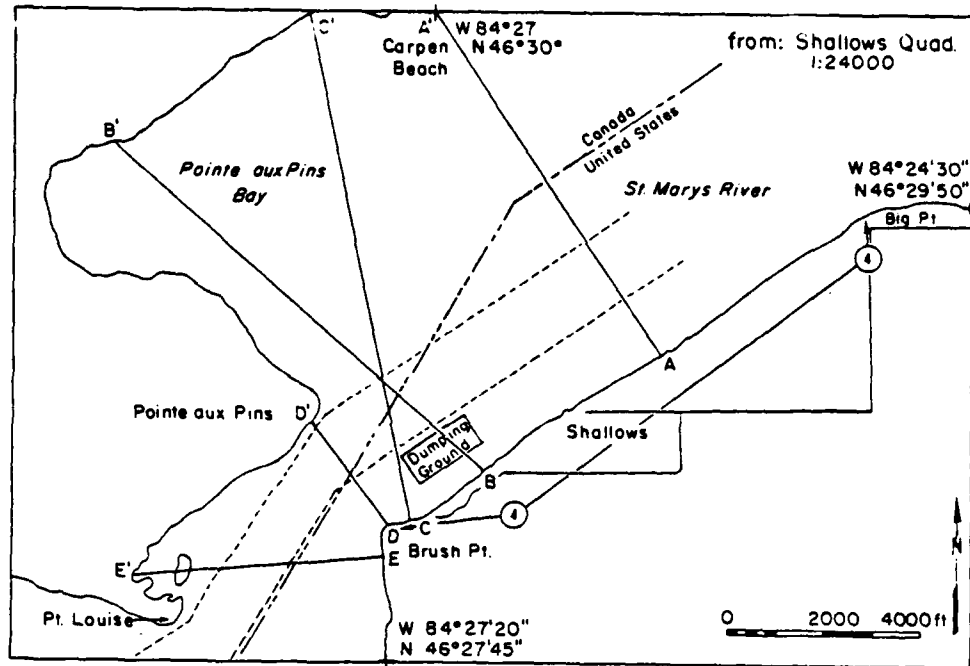 C'
A'
W 84°27
N 46°30°
Carpen
Beach
from: Shallows Quad.
1:24000
Canada
United States
B'
Pointe aux Pins
Bay
St. Marys River
W 84°24'30"
N 46°29'50"
Big Pt
4
A
Pointe aux Pins
D'
Shallows
Dumping
Ground
B
4
C
D
Brush Pt.
E
E'
N
Pt. Louise
W 84°27'20"
N 46°27'45"
0 2000 4000 ft